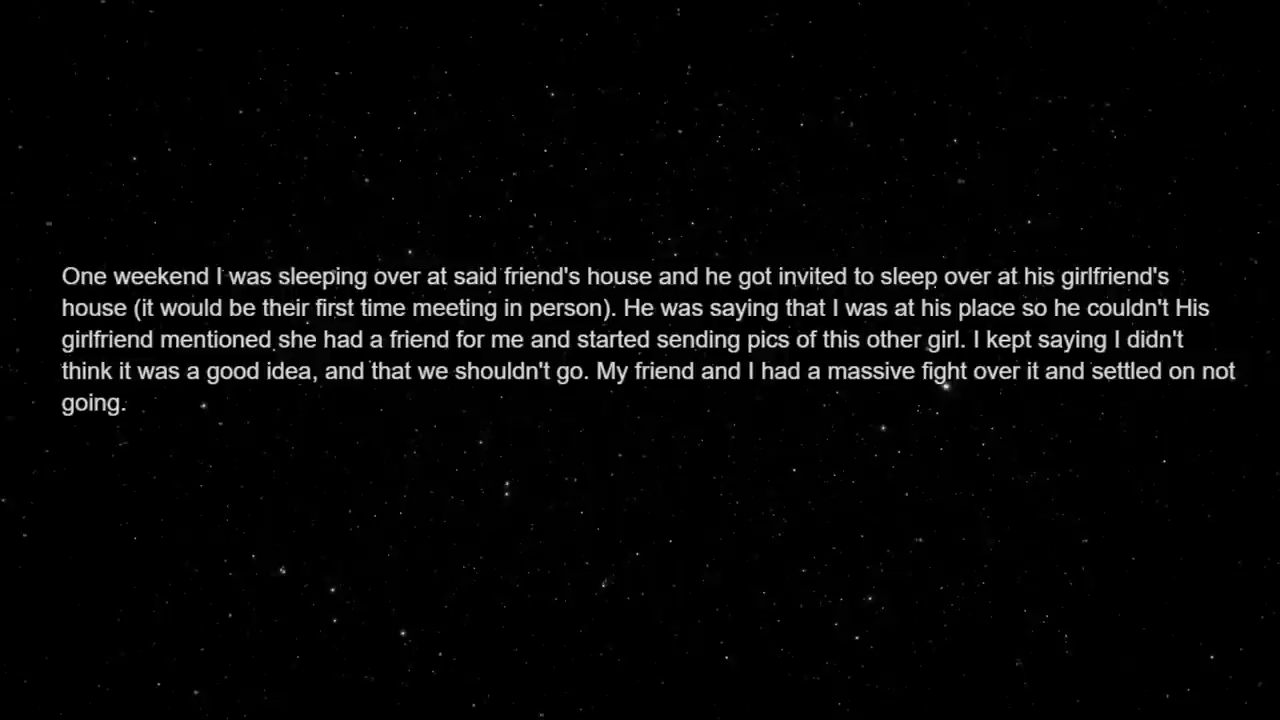 One weekend I was sleeping over at said friend's house and he got invited to sleep over at his girlfriend's
house (it would be their first time meeting in person). He was saying that I was at his place so he couldn't His
girlfriend mentioned she had a friend for me and started sending pics of this other girl. I kept saying I didn't
think it was a good idea, and that we shouldn't go. My friend and I had a massive fight over it and settled on not
going.